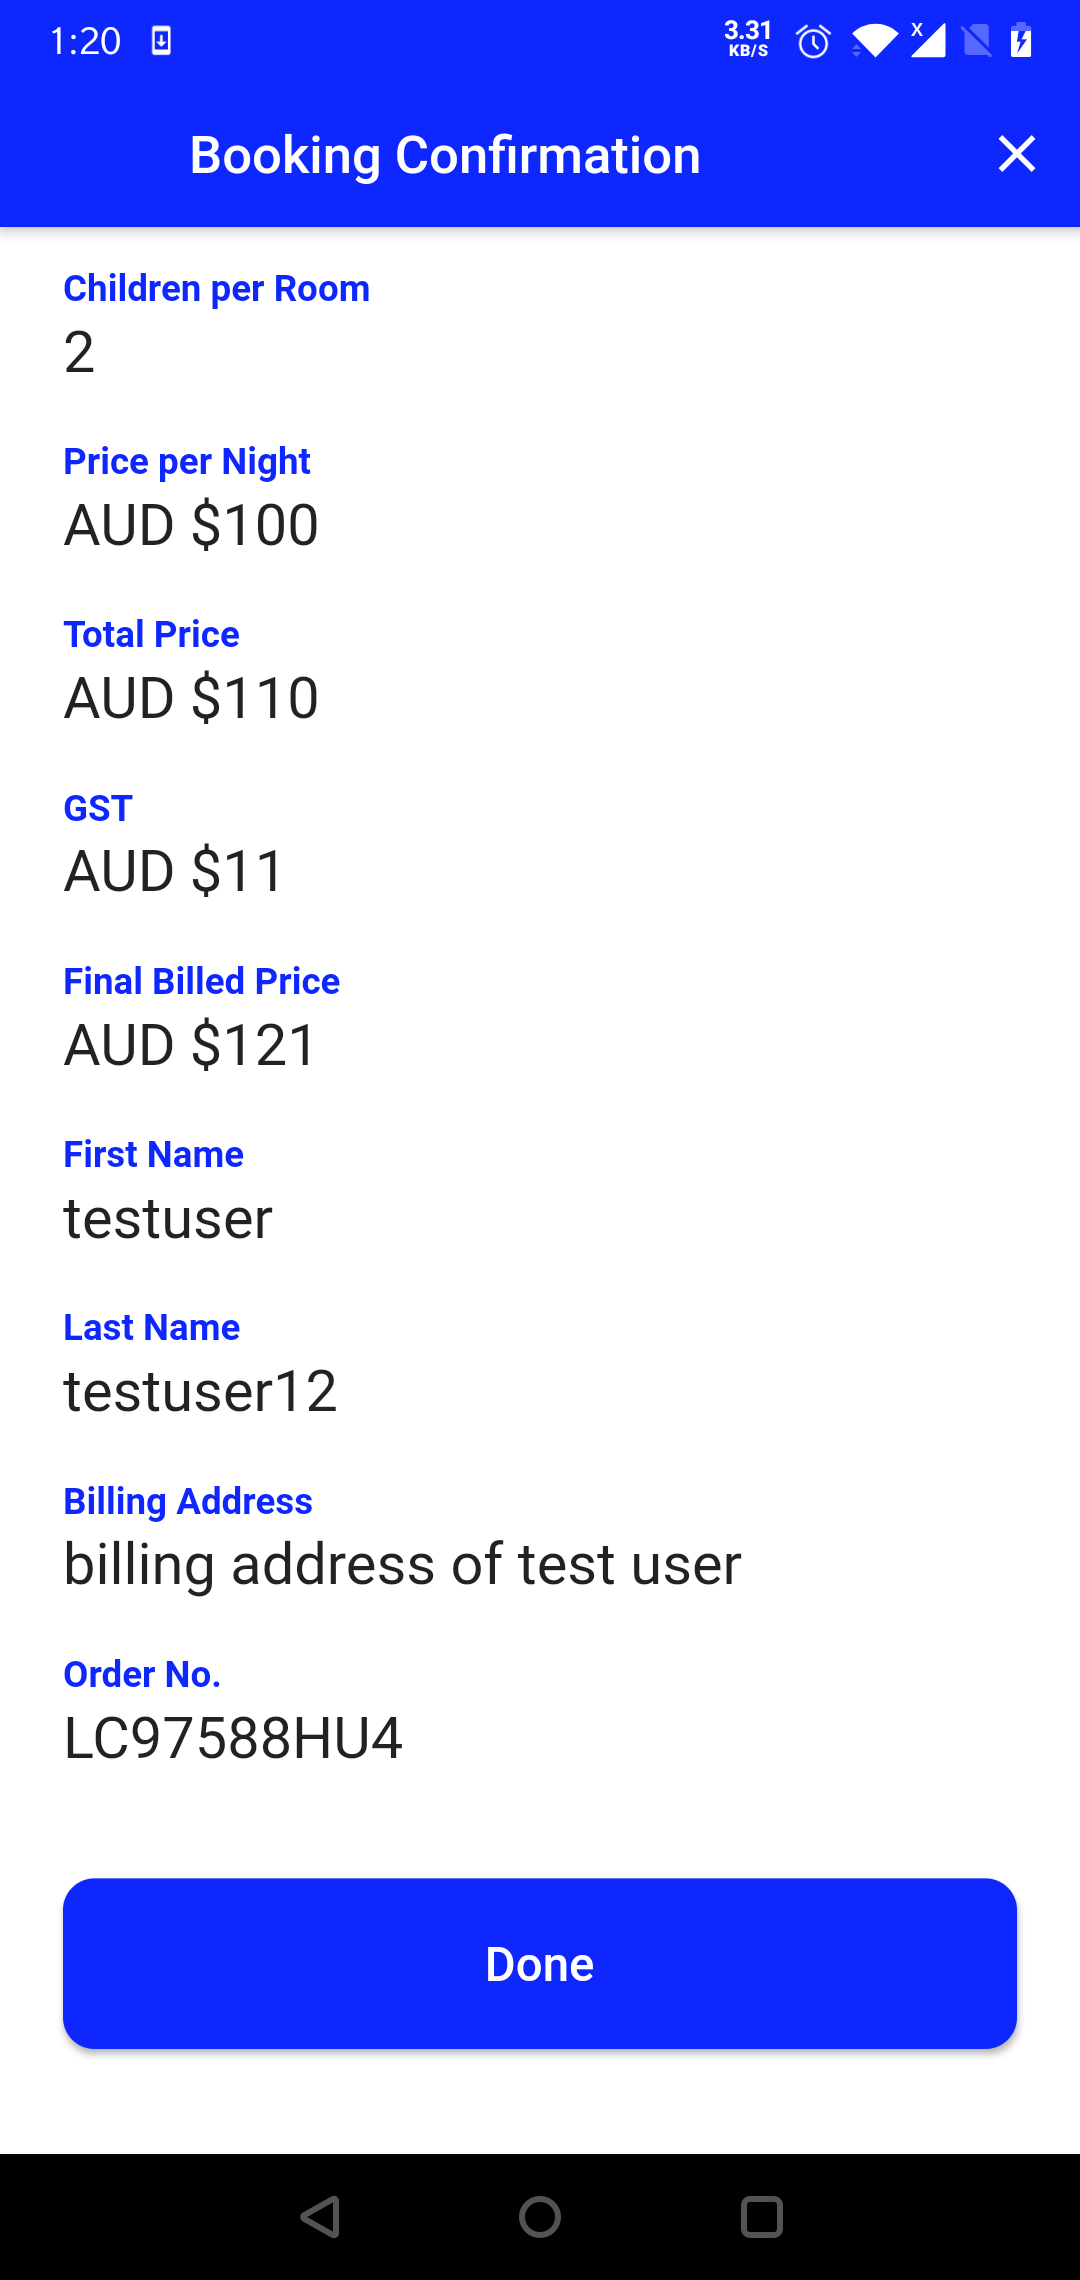 1:20
3.31
KB/S
X
Booking Confirmation
Children per Room
2
Price per Night
AUD $100
Total Price
AUD $110
GST
AUD $11
Final Billed Price
AUD $121
First Name
testuser
Last Name
testuser12
Billing Address
billing address of test user
Order No.
LC97588HU4
Done